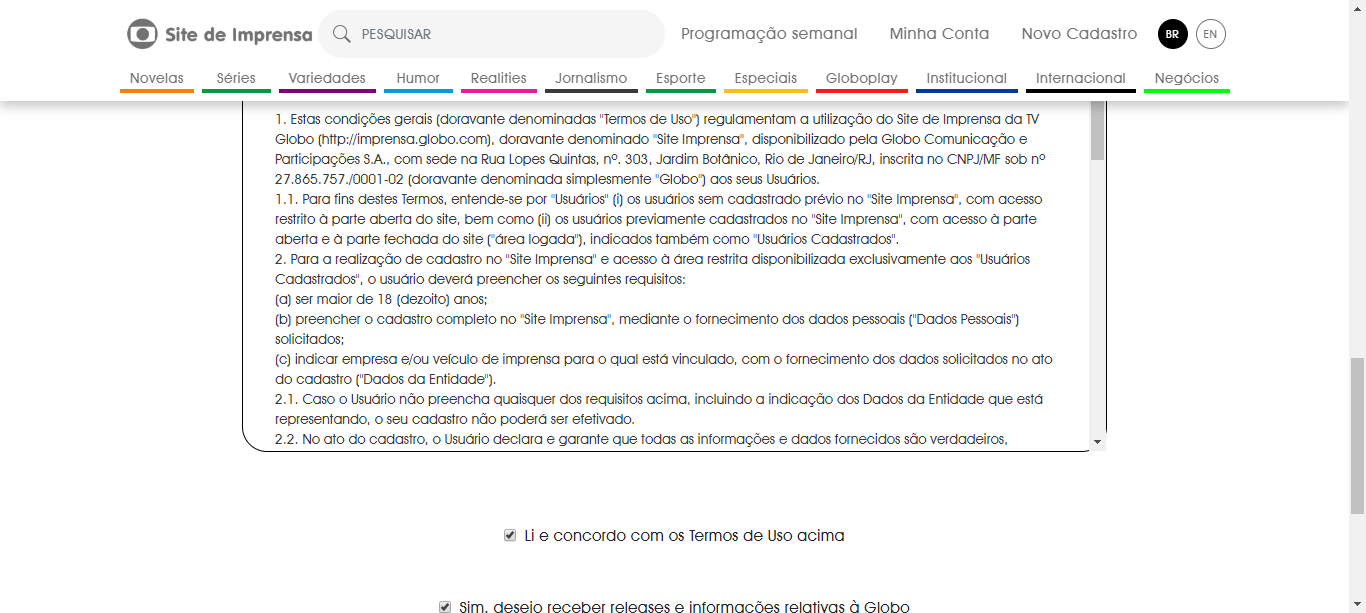 Site de Imprensa PESQUISAR Programação semanal Minha Conta Novo Cadastro BR EN
Novelas Séries Variedades Humor Realities Jornalismo Esporte Especiais Globoplay Institucional Internacional Negócios
1. Estas condições gerais (doravante denominadas "Termos de Uso") regulamentam a utilização do Site de Imprensa da TV
Globo (http://imprensa.globo.com), doravante denominado "Site Imprensa", disponibilizado pela Globo Comunicação e
Participações S.A., com sede na Rua Lopes Quintas, nº. 303, Jardim Botânico, Rio de Janeiro/RJ, inscrita no CNPJ/MF sob nº
27.865.757./0001-02 (doravante denominada simplesmente "Globo") aos seus Usuários.
1.1. Para fins destes Termos, entende-se por "Usuários" (i) os usuários sem cadastrado prévio no "Site Imprensa", com acesso
restrito à parte aberta do site, bem como (ii) os usuários previamente cadastrados no "Site Imprensa", com acesso à parte
aberta e à parte fechada do site ("área logada"), indicados também como "Usuários Cadastrados".
2. Para a realização de cadastro no "Site Imprensa" e acesso à área restrita disponibilizada exclusivamente aos "Usuários
Cadastrados", o usuário deverá preencher os seguintes requisitos:
(a) ser maior de 18 (dezoito) anos;
(b) preencher o cadastro completo no "Site Imprensa", mediante o fornecimento dos dados pessoais ("Dados Pessoais")
solicitados;
(c) indicar empresa e/ou veículo de imprensa para o qual está vinculado, com o fornecimento dos dados solicitados no ato
do cadastro ("Dados da Entidade").
2.1. Caso o Usuário não preencha quaisquer dos requisitos acima, incluindo a indicação dos Dados da Entidade que está
representando, o seu cadastro não poderá ser efetivado.
2.2. No ato do cadastro, o Usuário declara e garante que todas as informações e dados fornecidos são verdadeiros,
Li e concordo com os Termos de Uso acima
Sim, desejo receber releases e informações relativas à Globo